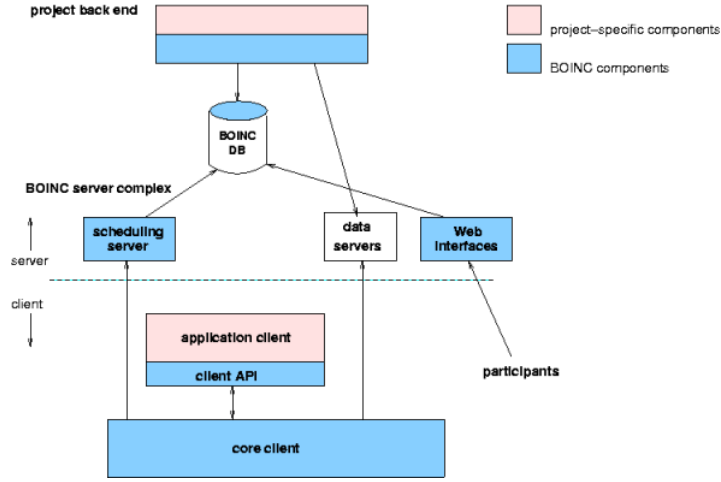 project back end
project–specific components
BOINC components
BOINC
DB
BOINC server complex
scheduling
server
data
servers
Web
interfaces
server
client
application client
client API
participants
core client